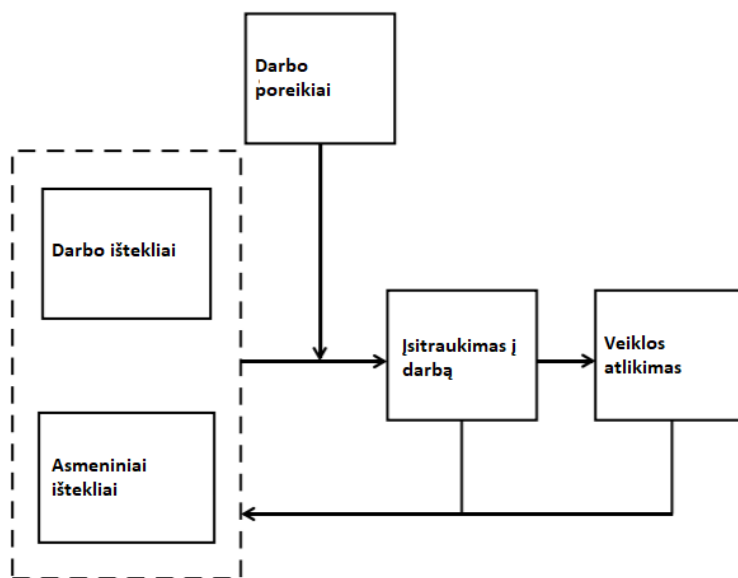 Darbo
poreikiai
Darbo ištekliai
Įsitraukimas į
darbą
Veiklos
atlikimas
Asmeniniai
ištekliai